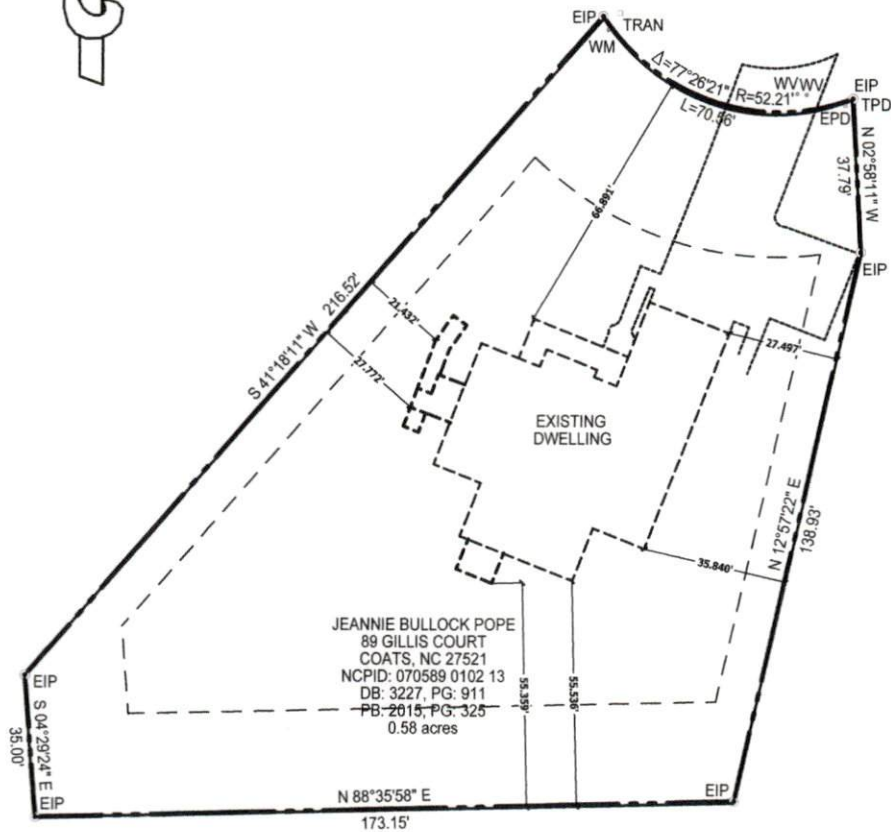 EIP
TRAN
WM
Δ=77°26'21" R=52.21'
L=70.56'
WVWV
EIP
TPD
EPD
N 02°58'11" W
37.79'
EIP
66.891'
S 41°18'11" W 216.52'
21.432'
27.772'
27.497'
EXISTING
DWELLING
N 12°57'22" E
138.93'
35.840'
JEANNIE BULLOCK POPE
89 GILLIS COURT
COATS, NC 27521
NCPID: 070589 0102 13
DB: 3227, PG: 911
PB: 2015, PG: 325
0.58 acres
55.359'
55.536'
EIP
S 04°29'24" E
35.00'
EIP
N 88°35'58" E
173.15'
EIP